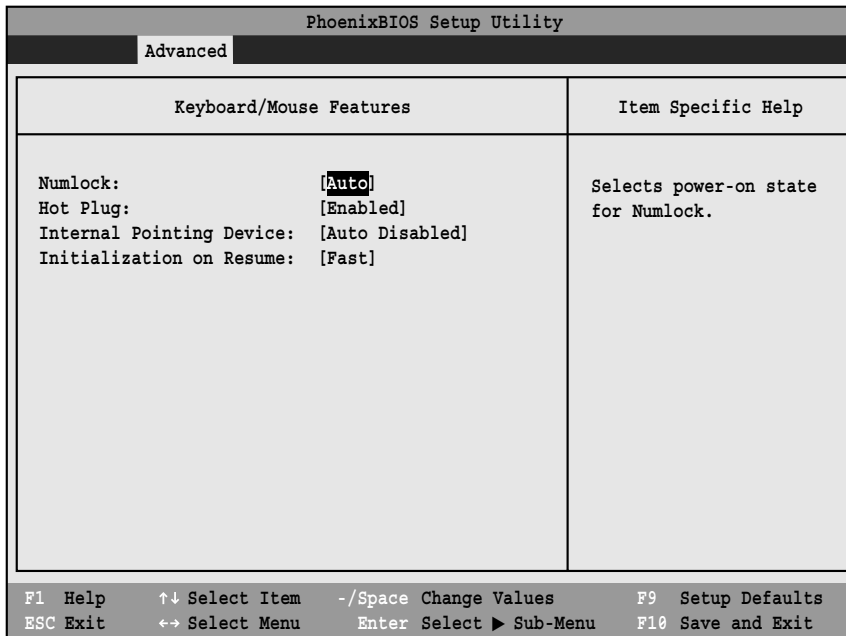 PhoenixBIOS Setup Utility
Advanced
Keyboard/Mouse Features
Item Specific Help
Numlock: [Auto]
Hot Plug: [Enabled]
Internal Pointing Device: [Auto Disabled]
Initialization on Resume: [Fast]
Selects power-on state
for Numlock.
F1 Help ↑↓ Select Item -/Space Change Values F9 Setup Defaults
ESC Exit ←→ Select Menu Enter Select ▶ Sub-Menu F10 Save and Exit